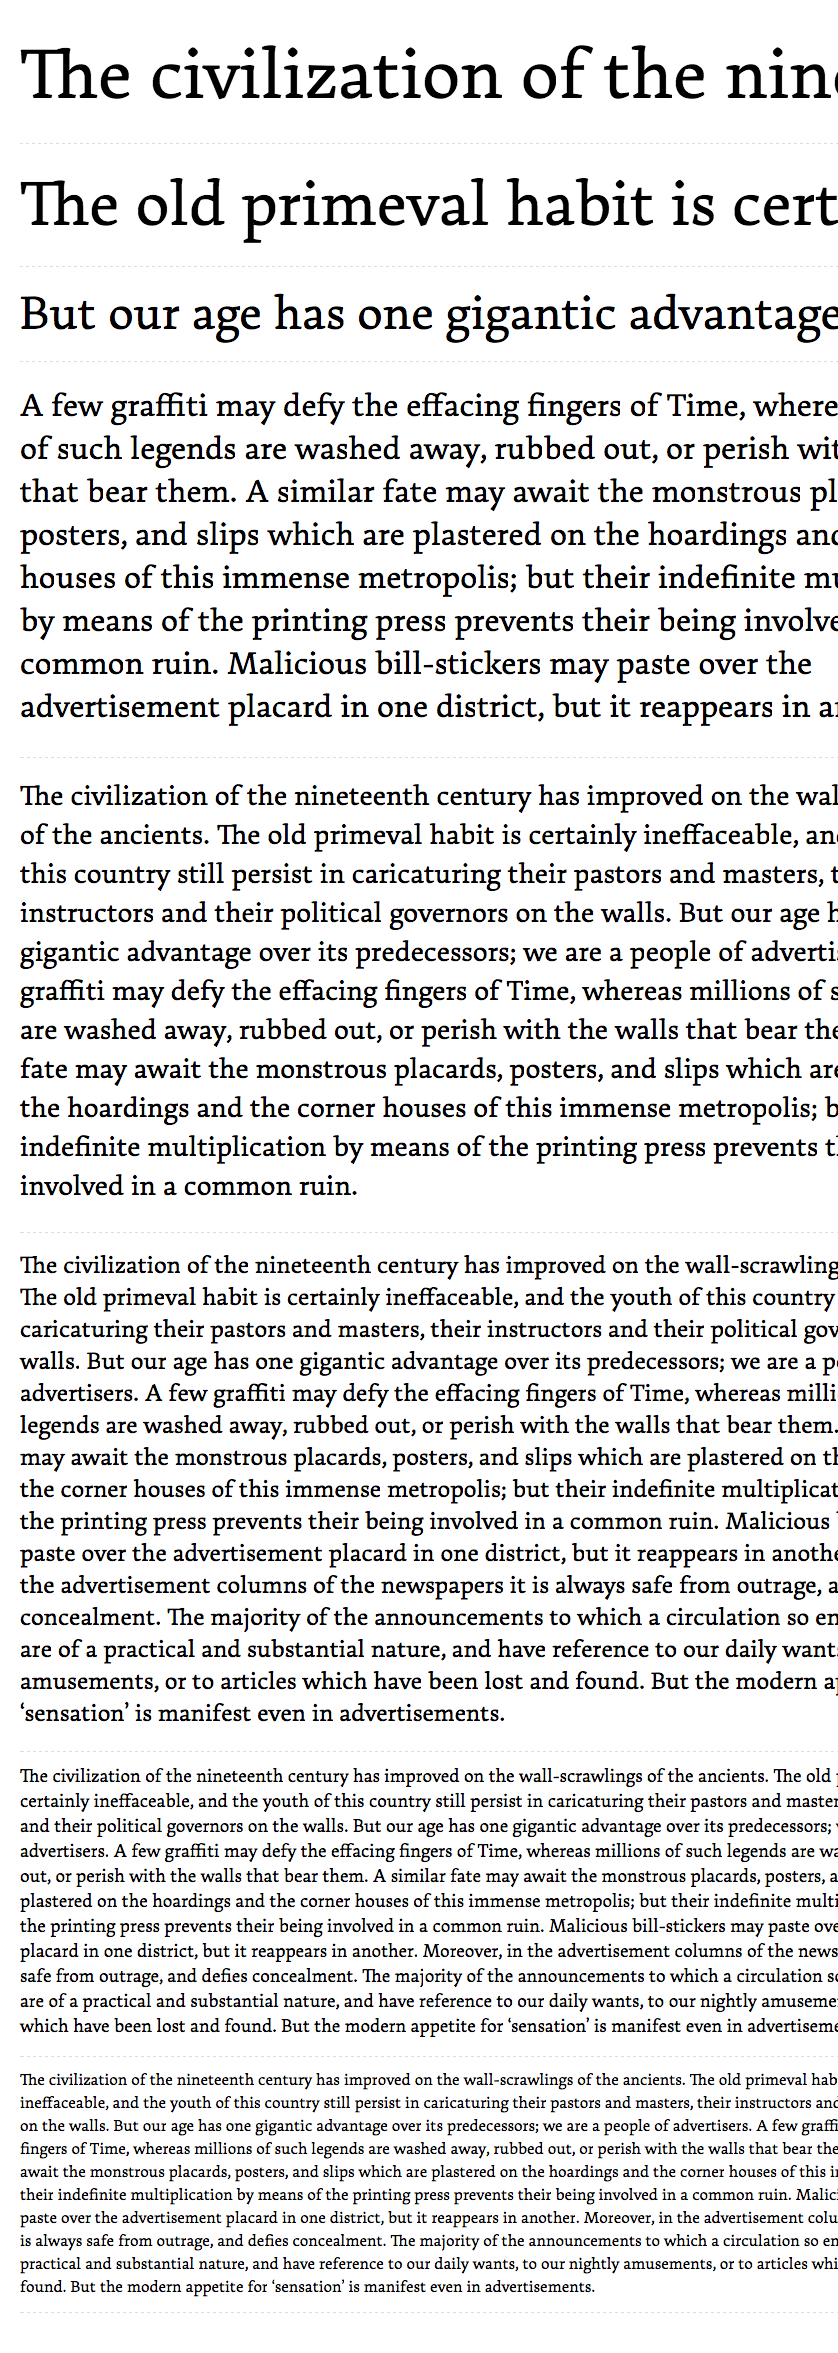 The civilization of the
The old primeval habit is
But our age has one gigantic advantage
A few graffiti may defy the effacing fingers of Time, where
of such legends are washed away, rubbed out, or perish
that bear them. A similar fate may await the monstrous
posters, and slips which are plastered on the hoardings
houses of this immense metropolis; but their indefinite
by means of the printing press prevents their being
common ruin. Malicious bill-stickers may paste over the
advertisement placard in one district, but it reappears in
The civilization of the nineteenth century has improved on the
of the ancients. The old primeval habit is certainly ineffaceable,
this country still persist in caricaturing their pastors and masters,
instructors and their political governors on the walls. But our age
gigantic advantage over its predecessors; we are a people of
graffiti may defy the effacing fingers of Time, whereas millions of
are washed away, rubbed out, or perish with the walls that bear
fate may await the monstrous placards, posters, and slips which are
the hoardings and the corner houses of this immense metropolis;
indefinite multiplication by means of the printing press prevents
involved in a common ruin.
The civilization of the nineteenth century has improved on the wall-scrawling
The old primeval habit is certainly ineffaceable, and the youth of this country
caricaturing their pastors and masters, their instructors and their political
walls. But our age has one gigantic advantage over its predecessors; we are a
advertisers. A few graffiti may defy the effacing fingers of Time, whereas
legends are washed away, rubbed out, or perish with the walls that bear them.
may await the monstrous placards, posters, and slips which are plastered on
the corner houses of this immense metropolis; but their indefinite
the printing press prevents their being involved in a common ruin. Malicious
paste over the advertisement placard in one district, but it reappears in
the advertisement columns of the newspapers it is always safe from outrage,
concealment. The majority of the announcements to which a circulation so
are of a practical and substantial nature, and have reference to our daily
amusements, or to articles which have been lost and found. But the modern
‘sensation’ is manifest even in advertisements.
The civilization of the nineteenth century has improved on the wall-scrawlings of the ancients. The old
certainly ineffaceable, and the youth of this country still persist in caricaturing their pastors and
and their political governors on the walls. But our age has one gigantic advantage over its predecessors;
advertisers. A few graffiti may defy the effacing fingers of Time, whereas millions of such legends are
out, or perish with the walls that bear them. A similar fate may await the monstrous placards, posters,
plastered on the hoardings and the corner houses of this immense metropolis; but their indefinite
the printing press prevents their being involved in a common ruin. Malicious bill-stickers may paste
placard in one district, but it reappears in another. Moreover, in the advertisement columns of the
safe from outrage, and defies concealment. The majority of the announcements to which a circulation
are of a practical and substantial nature, and have reference to our daily wants, to our nightly
which have been lost and found. But the modern appetite for ‘sensation’ is manifest even in
The civilization of the nineteenth century has improved on the wall-scrawlings of the ancients. The old primeval
ineffaceable, and the youth of this country still persist in caricaturing their pastors and masters, their instructors
on the walls. But our age has one gigantic advantage over its predecessors; we are a people of advertisers. A few
fingers of Time, whereas millions of such legends are washed away, rubbed out, or perish with the walls that bear
await the monstrous placards, posters, and slips which are plastered on the hoardings and the corner houses of this
their indefinite multiplication by means of the printing press prevents their being involved in a common ruin.
paste over the advertisement placard in one district, but it reappears in another. Moreover, in the advertisement
is always safe from outrage, and defies concealment. The majority of the announcements to which a circulation so
practical and substantial nature, and have reference to our daily wants, to our nightly amusements, or to articles
found. But the modern appetite for ‘sensation’ is manifest even in advertisements.